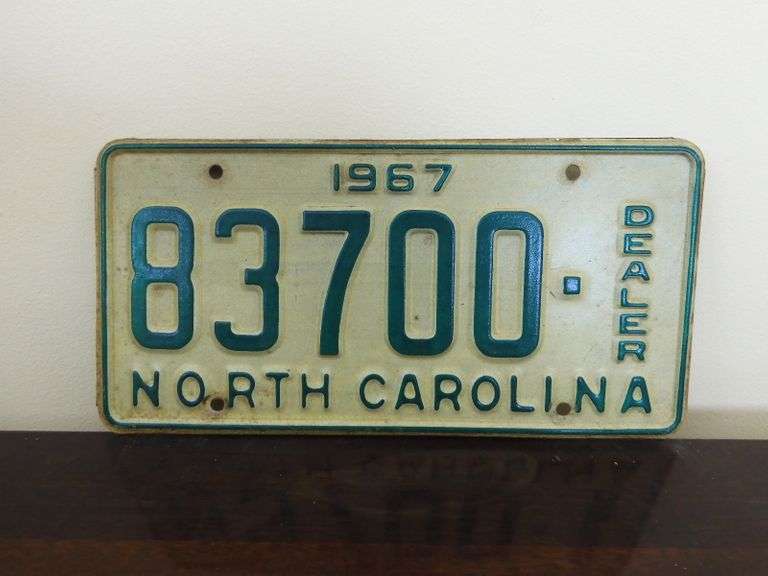 1967
83700·
DEALER
NORTH CAROLINA